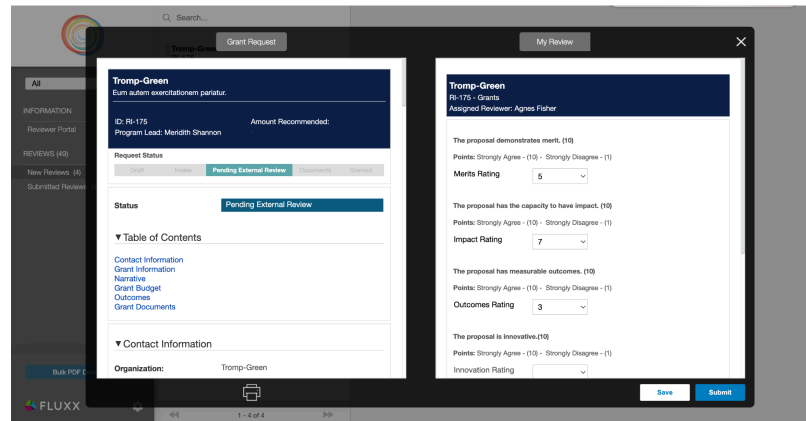 Search...
Tromp-Green
RI-175
All
INFORMATION
Reviewer Portal
REVIEWS (49)
New Reviews (4)
Submitted Reviews
Bulk PDF
FLUXX
1 - 4 of 4
Grant Request
Tromp-Green
Eum autem exercitationem pariatur.
ID: RI-175
Amount Recommended:
Program Lead: Meridith Shannon
Request Status
Draft
Intake
Pending External Review
Documents
Shelled
Status
Pending External Review
▼Table of Contents
Contact Information
Grant Information
Narrative
Grant Budget
Outcomes
Grant Documents
▼Contact Information
Organization:
Tromp-Green
My Review
Tromp-Green
RI-175 - Grants
Assigned Reviewer: Agnes Fisher
The proposal demonstrates merit. (10)
Points: Strongly Agree - (10) - Strongly Disagree - (1)
Merits Rating
5
The proposal has the capacity to have impact. (10)
Points: Strongly Agree - (10) - Strongly Disagree - (1)
Impact Rating
7
The proposal has measurable outcomes. (10)
Points: Strongly Agree - (10) - Strongly Disagree - (1)
Outcomes Rating
3
The proposal is innovative.(10)
Points: Strongly Agree - (10) - Strongly Disagree - (1)
Innovation Rating
Save
Submit